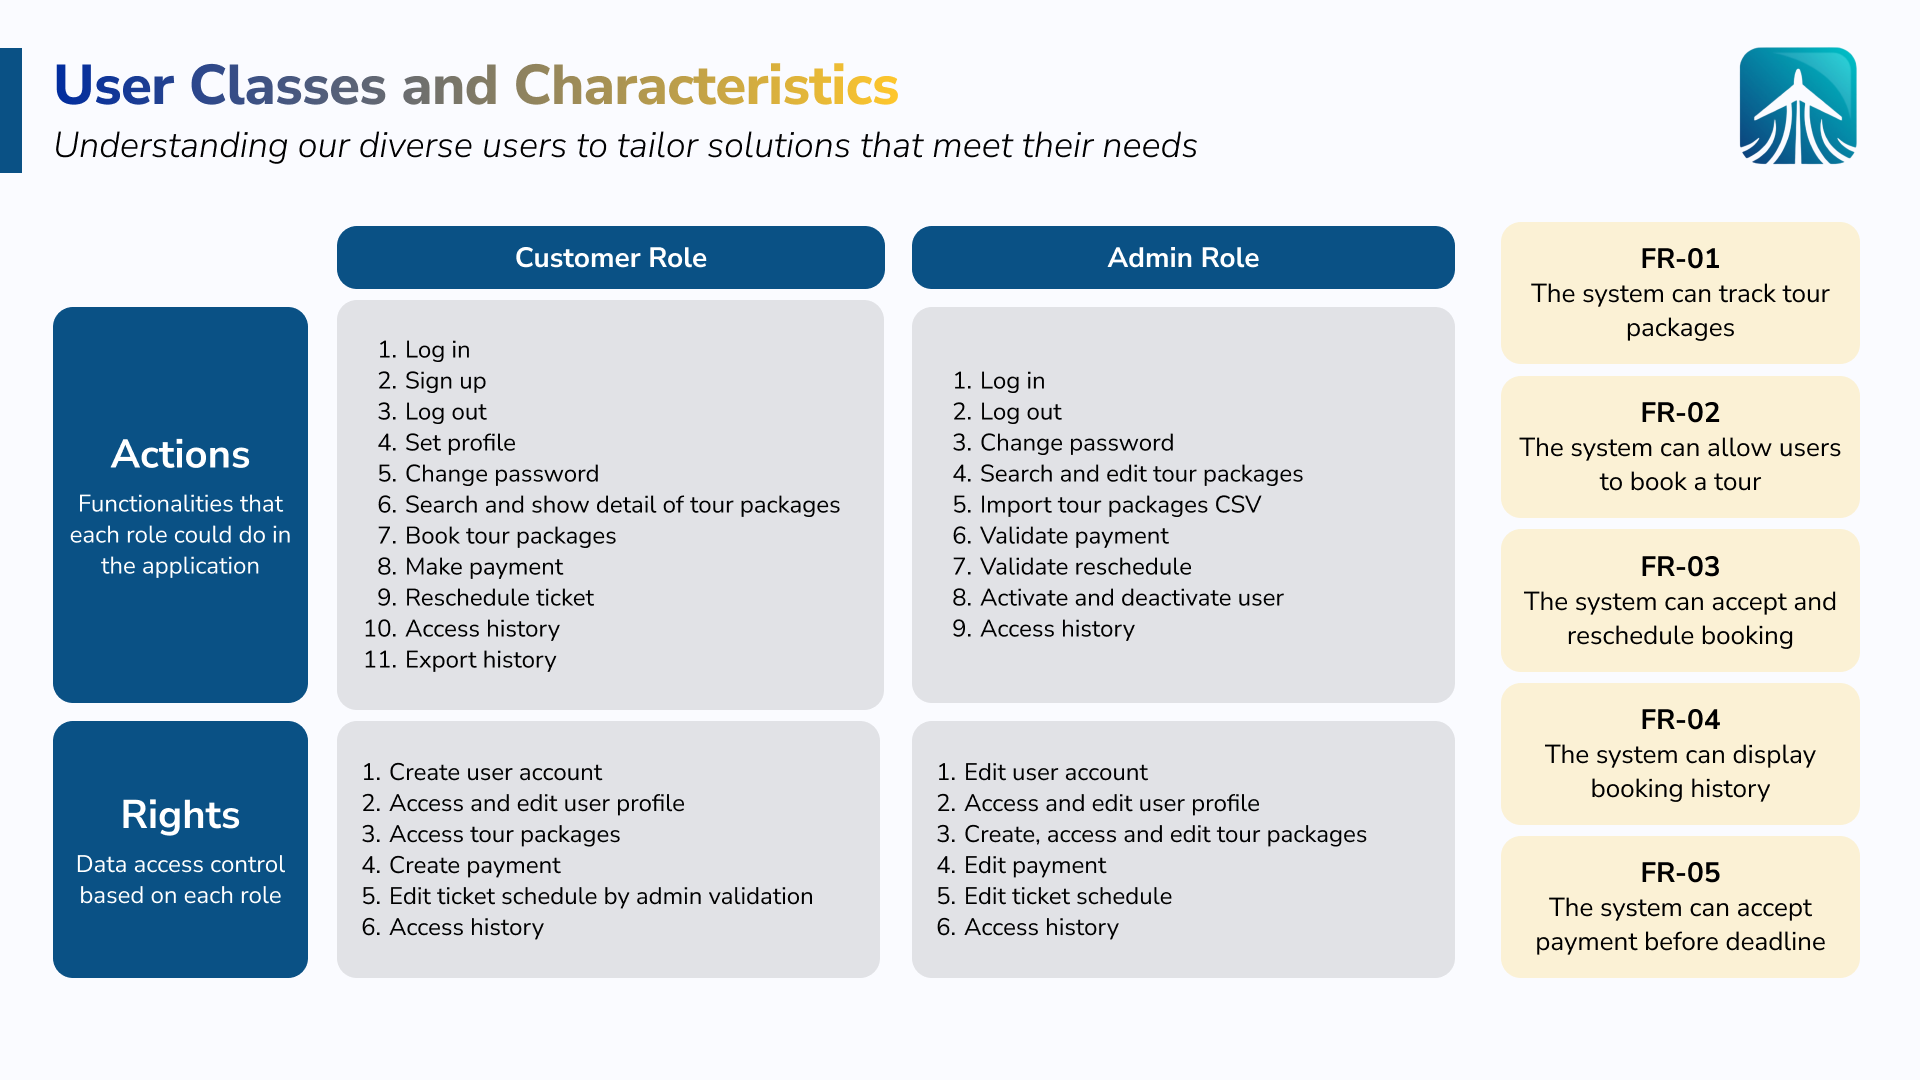 User Classes and Characteristics
Understanding our diverse users to tailor solutions that meet their needs
Customer Role
Admin Role
Actions
Functionalities that
each role could do in
the application
1. Log in
2. Sign up
3. Log out
4. Set profile
5. Change password
6. Search and show detail of tour packages
7. Book tour packages
8. Make payment
9. Reschedule ticket
10. Access history
11. Export history
1. Log in
2. Log out
3. Change password
4. Search and edit tour packages
5. Import tour packages CSV
6. Validate payment
7. Validate reschedule
8. Activate and deactivate user
9. Access history
Rights
Data access control
based on each role
1. Create user account
2. Access and edit user profile
3. Access tour packages
4. Create payment
5. Edit ticket schedule by admin validation
6. Access history
1. Edit user account
2. Access and edit user profile
3. Create, access and edit tour packages
4. Edit payment
5. Edit ticket schedule
6. Access history
FR-01
The system can track tour
packages
FR-02
The system can allow users
to book a tour
FR-03
The system can accept and
reschedule booking
FR-04
The system can display
booking history
FR-05
The system can accept
payment before deadline